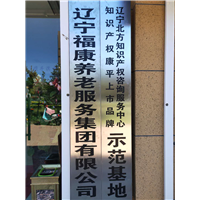 辽宁北方知识产权咨询服务中心
知识产权康平上市品牌
示范基地
辽宁福康养老服务集团有限公司